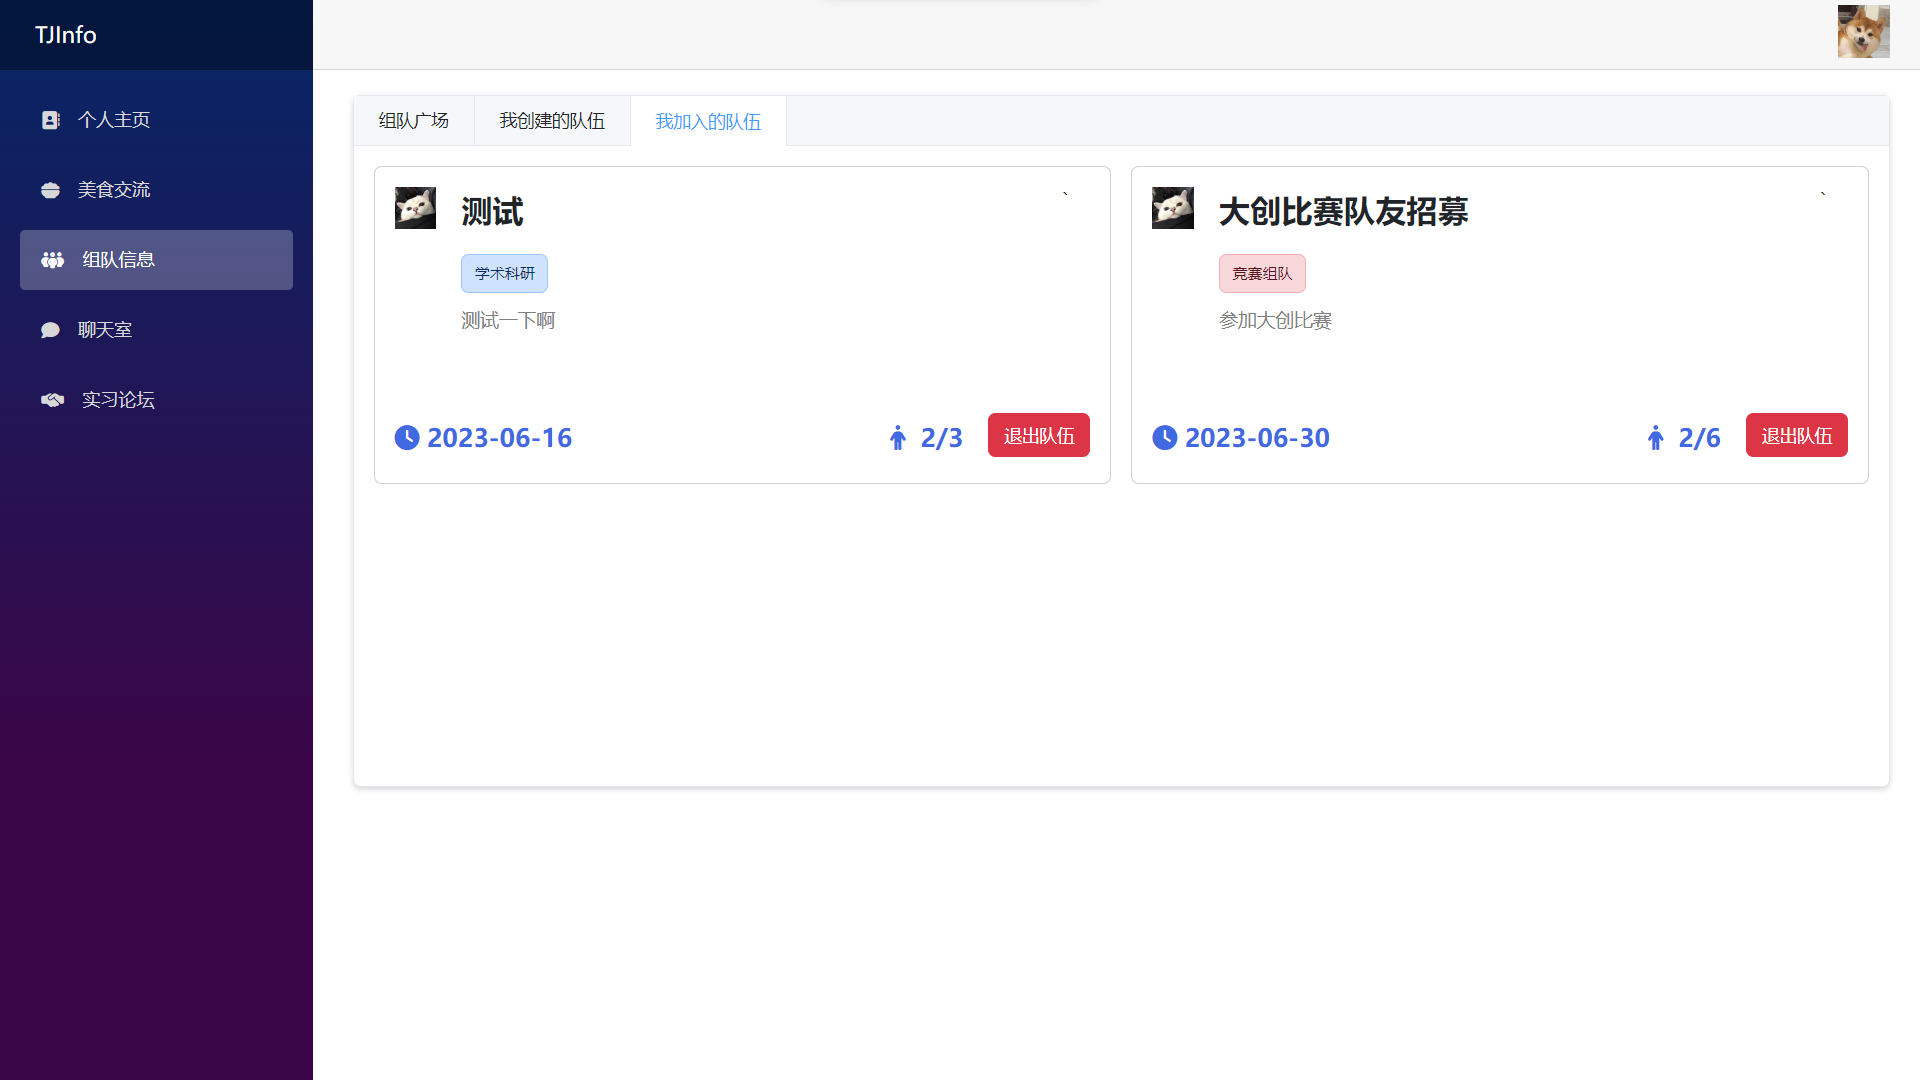 TJInfo
个人主页
美食交流
组队信息
聊天室
实习论坛
组队广场 我创建的队伍 我加入的队伍
测试 `
学术科研
测试一下啊
2023-06-16 2/3 退出队伍
大创比赛队友招募 `
竞赛组队
参加大创比赛
2023-06-30 2/6 退出队伍